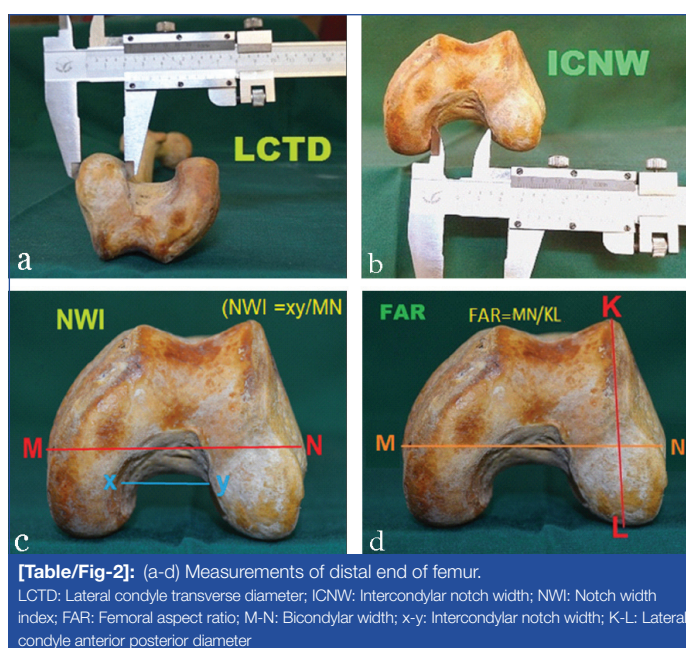 LCTD
a
ICNW
b
NWI
(NWI =xy/MN
M
N
x
y
c
FAR
FAR=MN/KL
K
M
N
L
d
[Table/Fig-2]: (a-d) Measurements of distal end of femur.
LCTD: Lateral condyle transverse diameter; ICNW: Intercondylar notch width; NWI: Notch width
index; FAR: Femoral aspect ratio; M-N: Bicondylar width; x-y: Intercondylar notch width; K-L: Lateral
condyle anterior posterior diameter